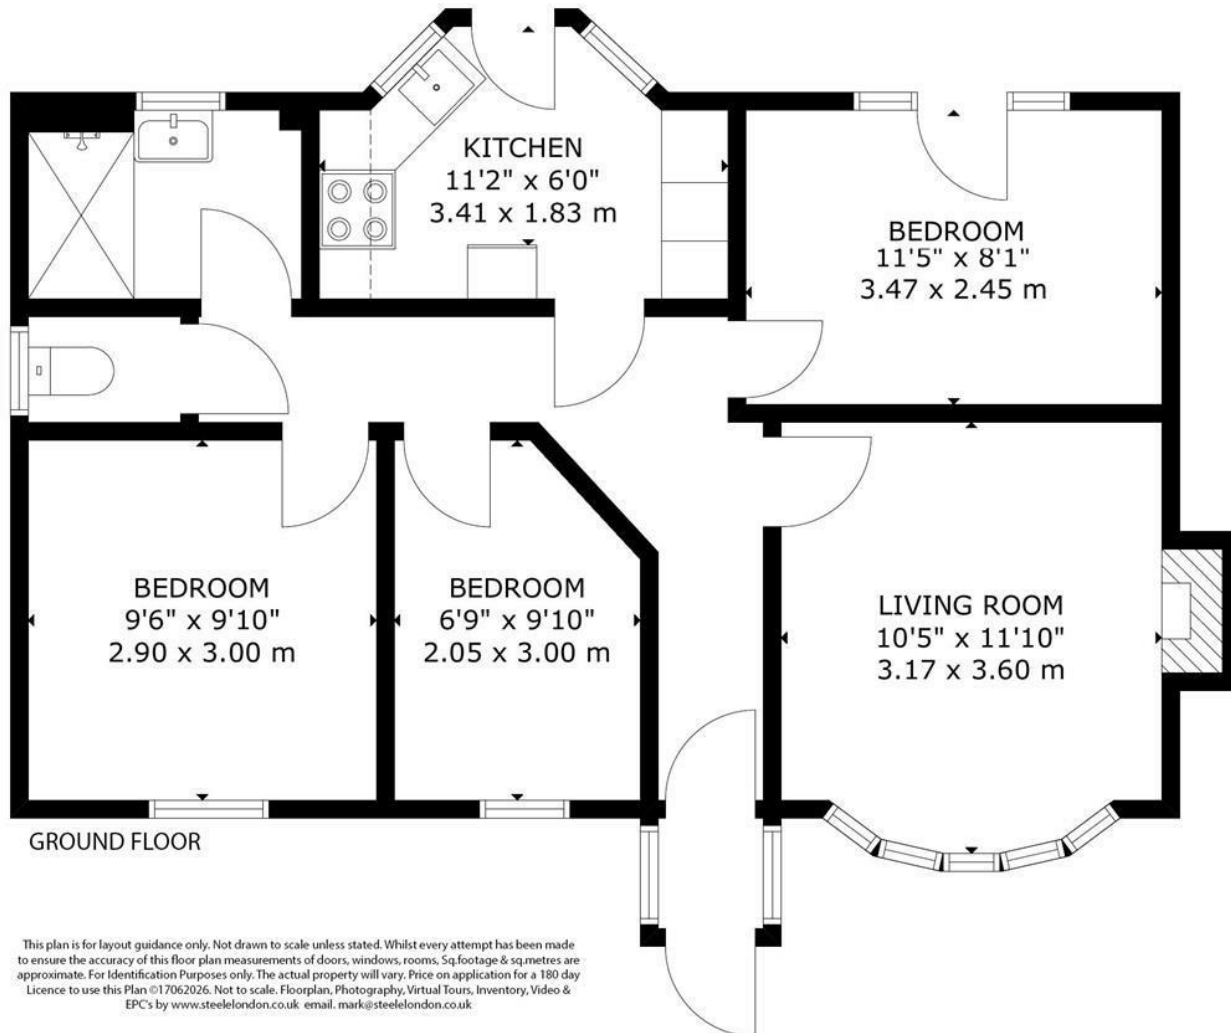 KITCHEN
11'2" x 6'0"
3.41 x 1.83 m
BEDROOM
11'5" x 8'1"
3.47 x 2.45 m
BEDROOM
9'6" x 9'10"
2.90 x 3.00 m
BEDROOM
6'9" x 9'10"
2.05 x 3.00 m
LIVING ROOM
10'5" x 11'10"
3.17 x 3.60 m
GROUND FLOOR
This plan is for layout guidance only. Not drawn to scale unless stated. Whilst every attempt has been made
to ensure the accuracy of this floor plan measurements of doors, windows, rooms, Sq.footage & sq.metres are
approximate. For Identification Purposes only. The actual property will vary. Price on application for a 180 day
Licence to use this Plan ©17062026. Not to scale. Floorplan, Photography, Virtual Tours, Inventory, Video &
EPC's by www.steelelondon.co.uk email. mark@steelelondon.co.uk